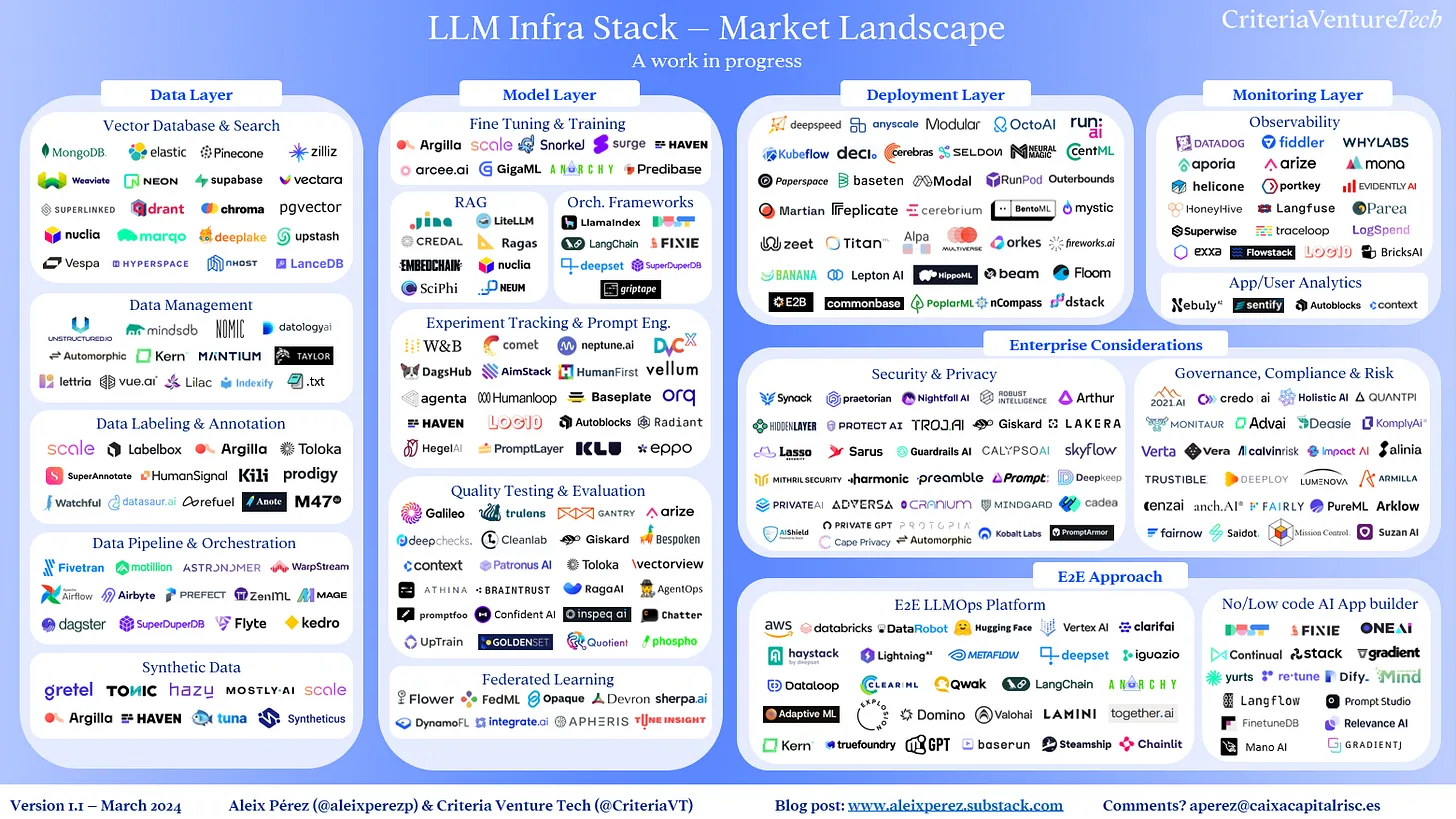 LLM Infra Stack – Market Landscape
CriteriaVentureTech
A work in progress
Data Layer
Vector Database & Search
MongoDB. elastic Pinecone zilliz
Weaviate NEON supabase vectara
SUPERLINKED qdrant chroma pgvector
nuclia marqo deeplake upstash
Vespa HYPERSPACE NHOST LanceDB
Data Management
UNSTRUCTURED.IO mindsdb NOMIC datologyai
Automorphic Kern MANTIUM TAYLOR
lettria vue.ai Lilac Indexify .txt
Data Labeling & Annotation
scale Labelbox Argilla Toloka
SuperAnnotate HumanSignal Kili prodigy
Watchful datasaur.ai refuel Anote M47
Data Pipeline & Orchestration
Fivetran matillion ASTRONOMER WarpStream
Apache Airflow Airbyte PREFECT ZenML MAGE
dagster SuperDuperDB Flyte kedro
Synthetic Data
gretel TONIC hazy MOSTLY·AI scale
Argilla HAVEN tuna Syntheticus
Model Layer
Fine Tuning & Training
Argilla scale Snorkel surge HAVEN
arcee.ai GigaML ANARCHY Predibase
RAG
Jina LiteLLM
CREDAL Ragas
EMBEDCHAIN nuclia
SciPhi NEUM
Orch. Frameworks
LlamaIndex DUST
LangChain FIXIE
deepset SuperDuperDB
griptape
Experiment Tracking & Prompt Eng.
W&B comet neptune.ai DVCx
DagsHub AimStack HumanFirst vellum
agenta Humanloop Baseplate orq
HAVEN LOG10 Autoblocks Radiant
HegelAI PromptLayer KLU eppo
Quality Testing & Evaluation
Galileo trulens GANTRY arize
deepchecks. Cleanlab Giskard BESPOKEN
context Patronus AI Toloka vectorview
ATHINA BRAINTRUST RagaAI AgentOps
promptfoo Confident AI inspeq ai Chatter
UpTrain GOLDENSET Quotient phospho
Federated Learning
Flower FedML Opaque Devron sherpa.ai
DynamoFL integrate.ai APHERIS TUNE INSIGHT
Deployment Layer
deepspeed anyscale Modular OctoAI run: ai
Kubeflow deci. cerebras SELDON NEURAL MAGIC CentML
Paperspace baseten Modal RunPod Outerbounds
Martian Replicate cerebrium BentoML mystic
zeet Titan Alpa MULTIVERSE orkes fireworks.ai
BANANA Lepton AI HippoML beam Floom
E2B commonbase PoplarML nCompass dstack
Monitoring Layer
Observability
DATADOG fiddler WHYLABS
aporia arize mona
helicone portkey EVIDENTLY AI
HoneyHive Langfuse Parea
Superwise traceloop LogSpend
exxa Flowstack LOG10 BricksAI
App/User Analytics
Nebuly sentify Autoblocks context
Enterprise Considerations
Security & Privacy
Synack praetorian Nightfall AI ROBUST INTELLIGENCE Arthur
HIDDENLAYER PROTECT AI TROJ.AI Giskard LAKERA
Lasso SECURITY Sarus Guardrails AI CALYPSOAI skyflow
MITHRIL SECURITY harmonic preamble Prompt: Deepkeep
PRIVATEAI ADVERSA CRANIUM MINDGARD cadea
AIShield PRIVATE GPT PROTOPIA Kobalt Labs PromptArmor
Cape Privacy Automorphic
Governance, Compliance & Risk
2021.AI credo ai Holistic AI QUANTPI
MONITAUR Advai Deasie KomplyAi
Verta Vera calvinrisk Impact AI alinia
TRUSTIBLE DEEPLOY LUMENOVA ARMILLA
enzai anch.AI FAIRLY PureML Arklow
fairnow Saidot. Mission Control. Suzan AI
E2E Approach
E2E LLMOps Platform
aws databricks DataRobot Hugging Face Vertex AI clarifai
haystack by deepset Lightning AI METAFLOW deepset iguazio
Dataloop CLEAR|ML Qwak LangChain ANARCHY
Adaptive ML EXPLOSION Domino Valohai LAMINI together.ai
Kern truefoundry GPT baserun Steamship Chainlit
No/Low code AI App builder
DUST FIXIE ONEAi
Continual stack gradient
yurts re:tune Dify. Mind
Langflow Prompt Studio
FinetuneDB Relevance AI
Mano AI GRADIENTJ
Version 1.1 – March 2024 Aleix Pérez (@aleixperezp) & Criteria Venture Tech (@CriteriaVT) Blog post: www.aleixperez.substack.com Comments? aperez@caixacapitalrisc.es